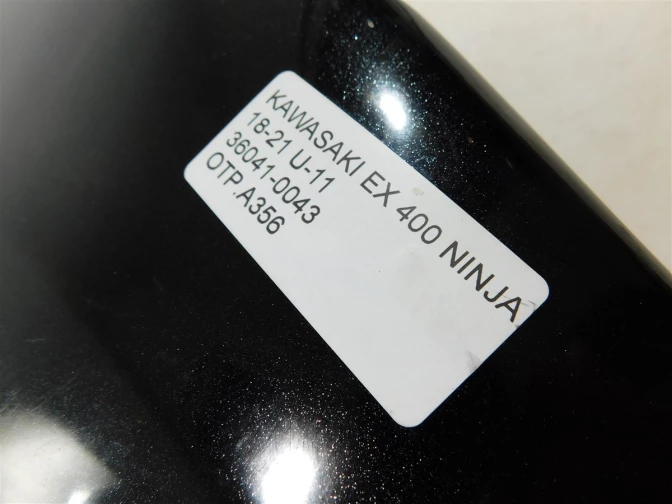 KAWASAKI EX 400 NINJA
18-21 U-11
36041-0043
OTP A356